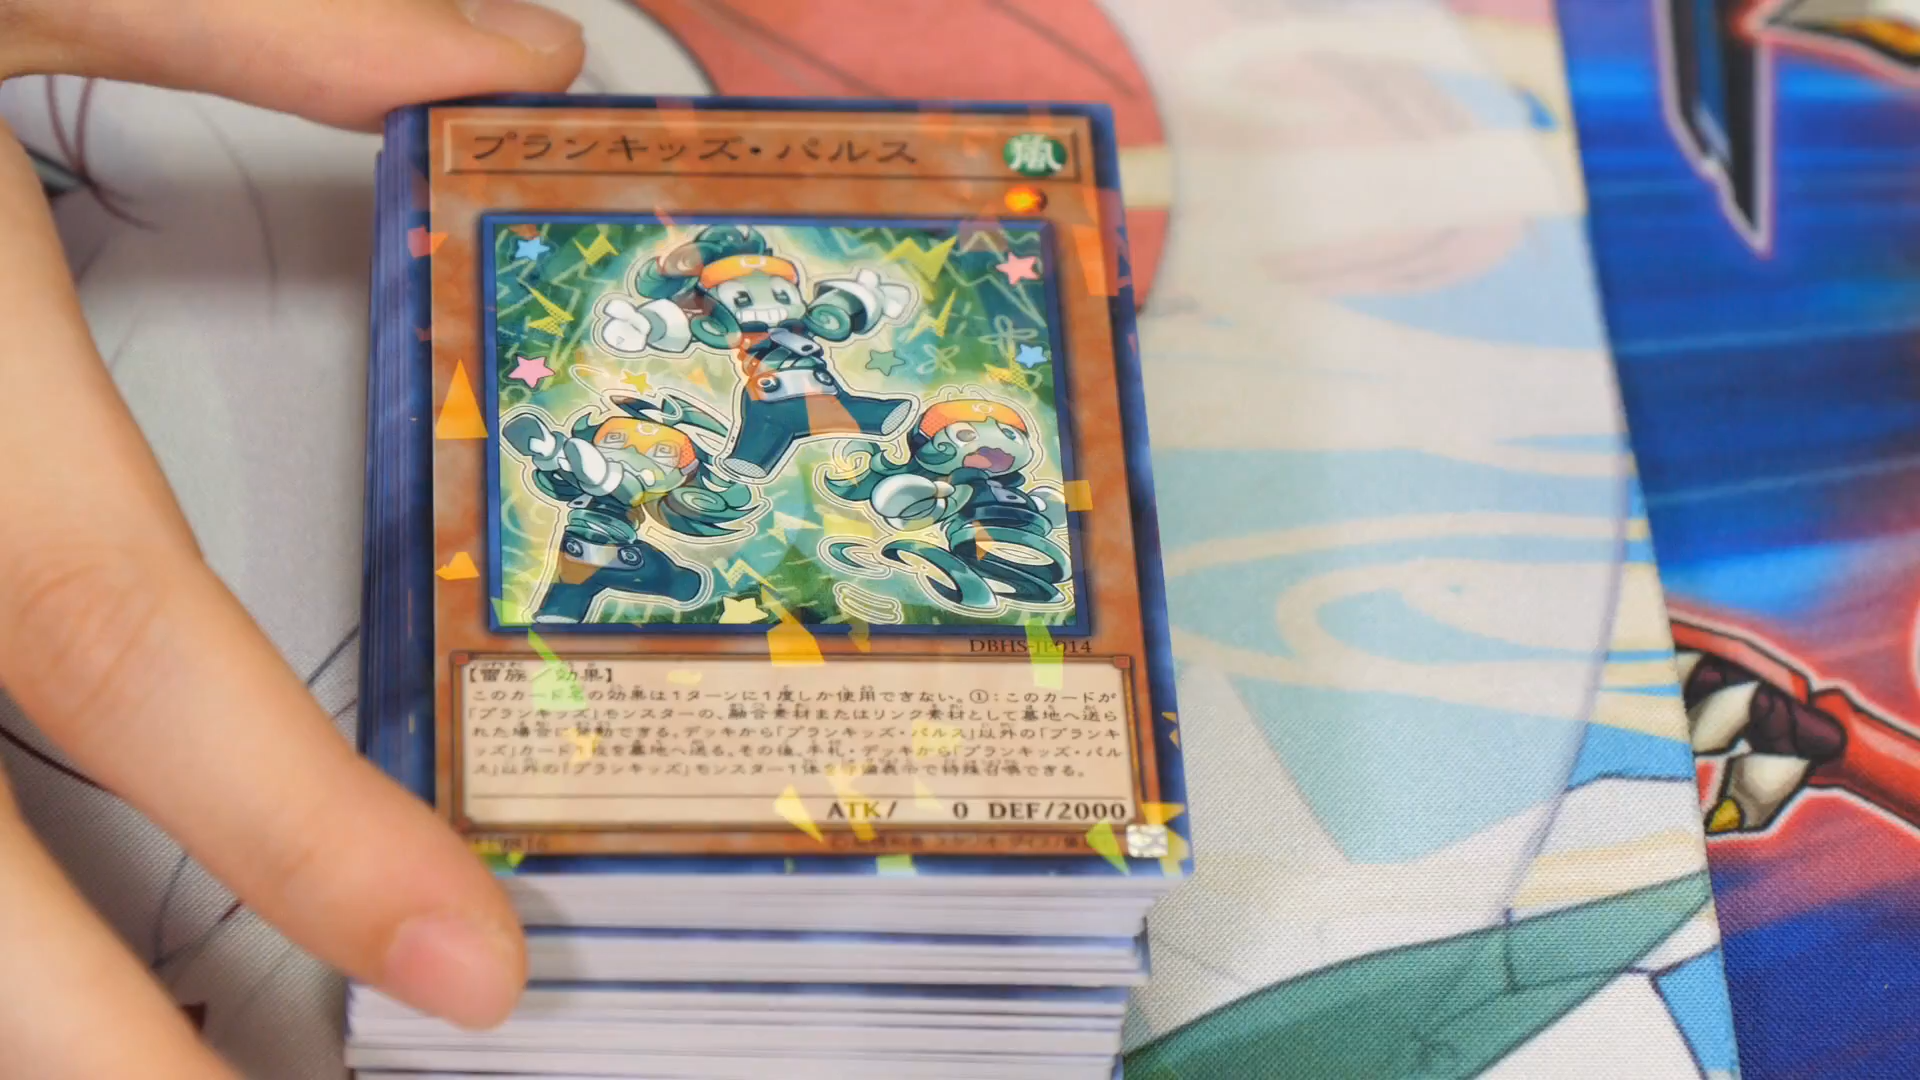 プランキッズ・パルス
風
DBHS-JP014
【雷族／効果】
このカード名の効果は１ターンに１度しか使用できない。①：このカードが
「プランキッズ」モンスターの、融合素材またはリンク素材として墓地へ送ら
れた場合に発動できる。デッキから「プランキッズ・パルス」以外の「プランキ
ッズ」カード１枚を墓地へ送る。その後、手札・デッキから「プランキッズ・パル
ス」以外の「プランキッズ」モンスター１体を守備表示で特殊召喚できる。
ATK/ 0 DEF/2000